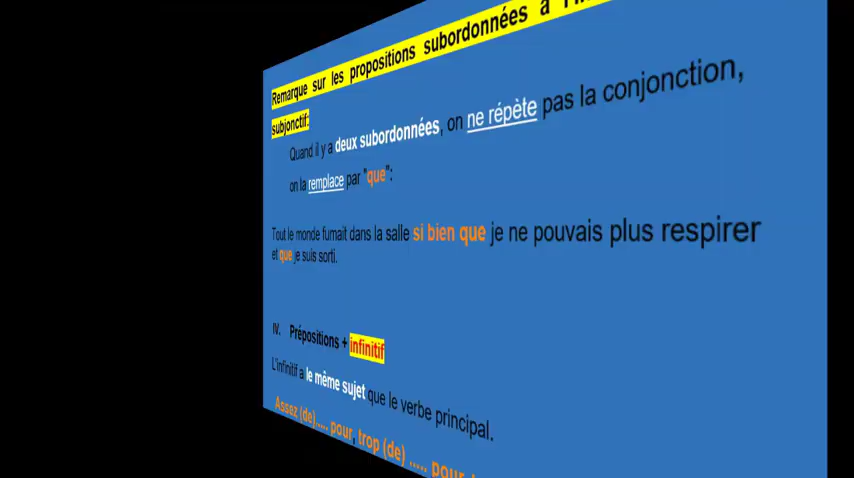 Remarque sur les propositions subordonnées à
subjonctif:
Quand il y a deux subordonnées, on ne répète pas la conjonction,
on la remplace par "que":
Tout le monde fumait dans la salle si bien que je ne pouvais plus respirer
et que je suis sorti.
IV. Prépositions + infinitif
L'infinitif a le même sujet que le verbe principal.
Assez (de).... pour, trop (de) ..... pour